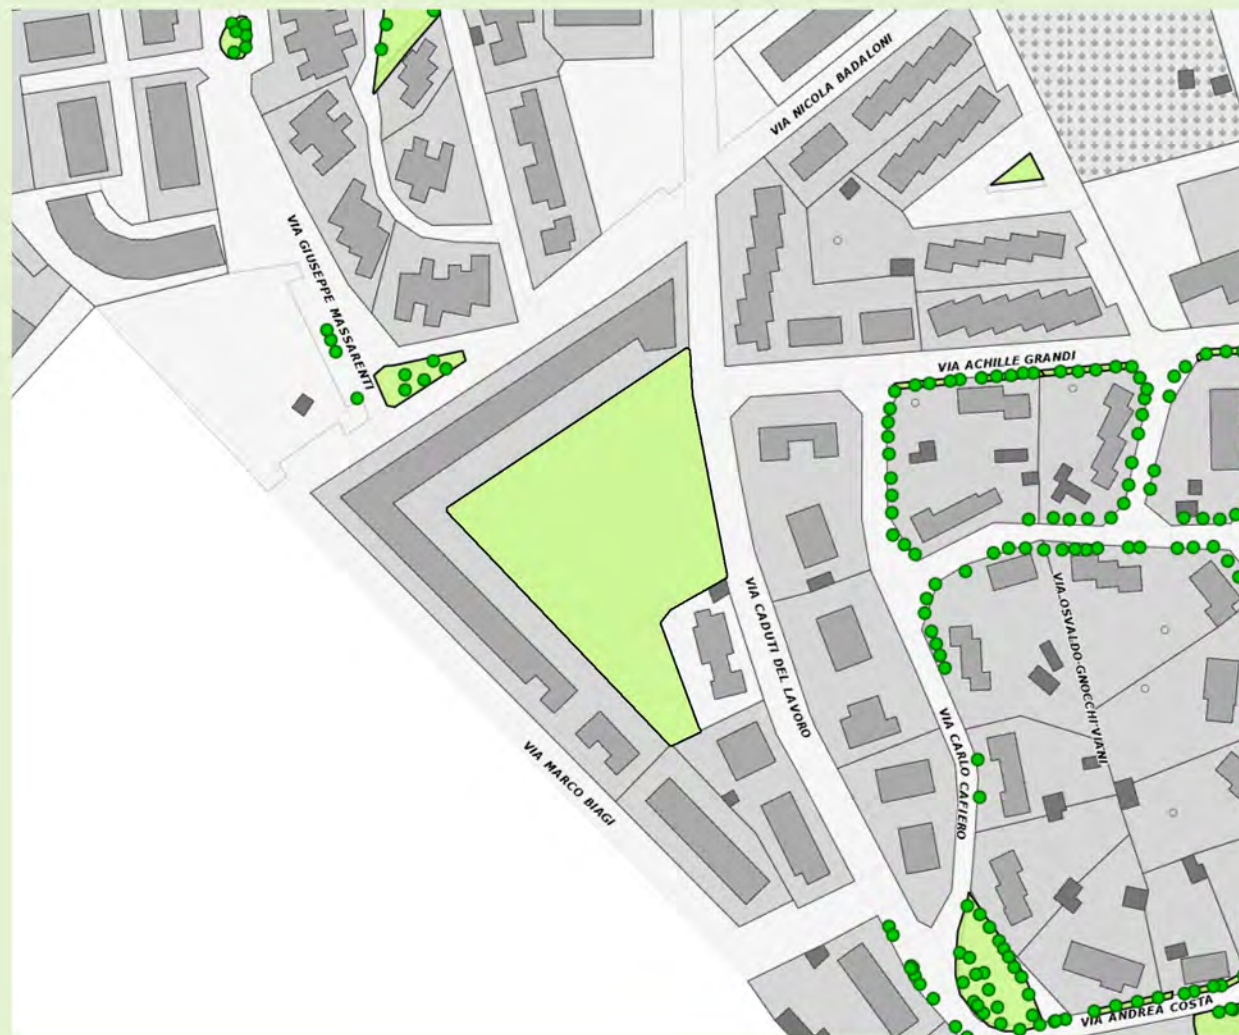 VIA NICOLA BADALONI
VIA GIUSEPPE MASSARENTI
VIA ACHILLE GRANDI
VIA CADUTI DEL LAVORO
VIA OSVALDO GNOCCHI VIANI
VIA CARLO CAFIERO
VIA MARCO BIAGI
VIA ANDREA COSTA